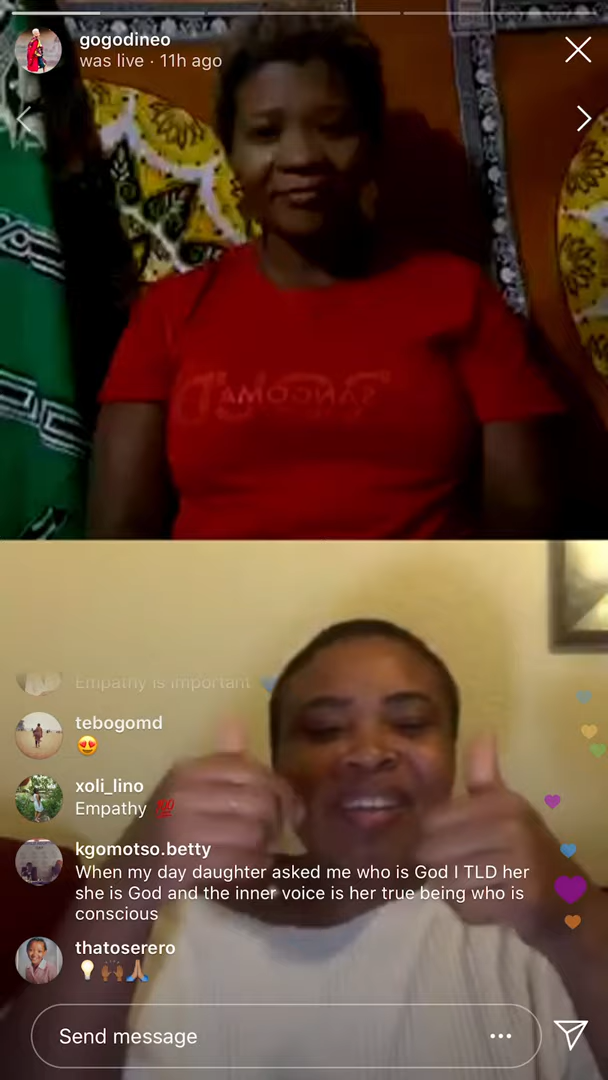 gogodineo
was live · 11h ago
SANGOMA
Empathy is important 💙
tebogomd
😍
xoli_lino
Empathy 💯
kgomotso.betty
When my day daughter asked me who is God I TLD her
she is God and the inner voice is her true being who is
conscious
thatoserero
💡🙌🏾🙏🏽
Send message